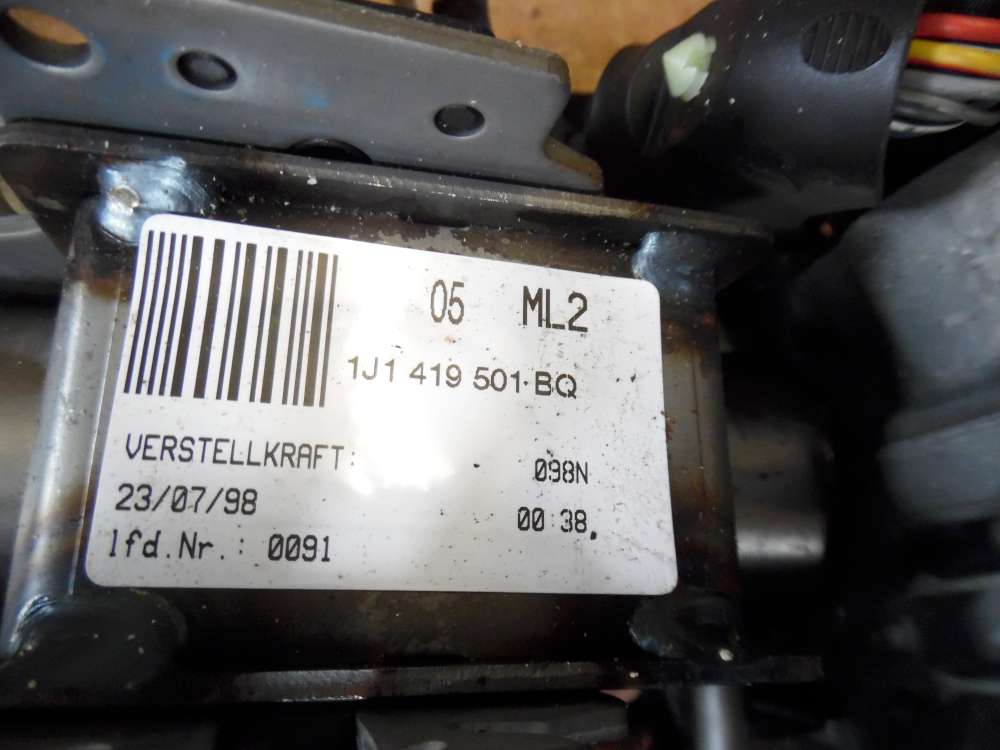 05 ML2
1J1 419 501 BQ
VERSTELLKRAFT: 098N
23/07/98 00:38
lfd.Nr.: 0091